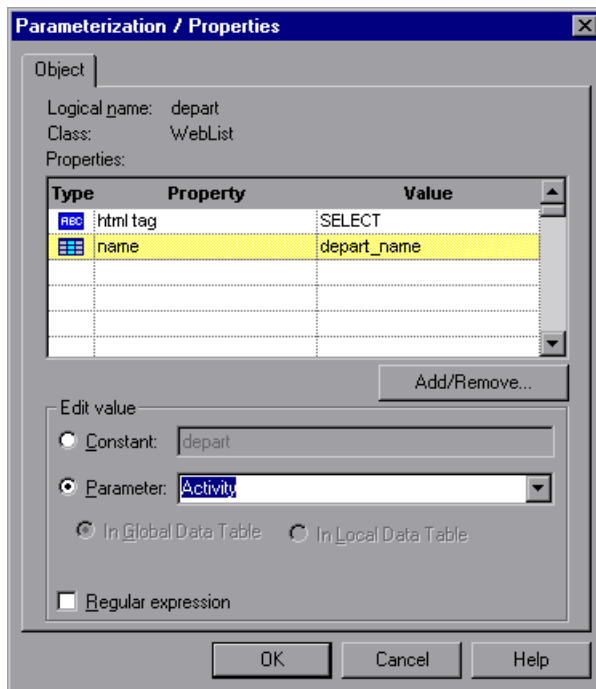 Parameterization / Properties
Object
Logical name: depart
Class: WebList
Properties:
Type Property Value
ABC html tag SELECT
name depart_name
Add/Remove...
Edit value
Constant: depart
Parameter: Activity
In Global Data Table In Local Data Table
Regular expression
OK Cancel Help